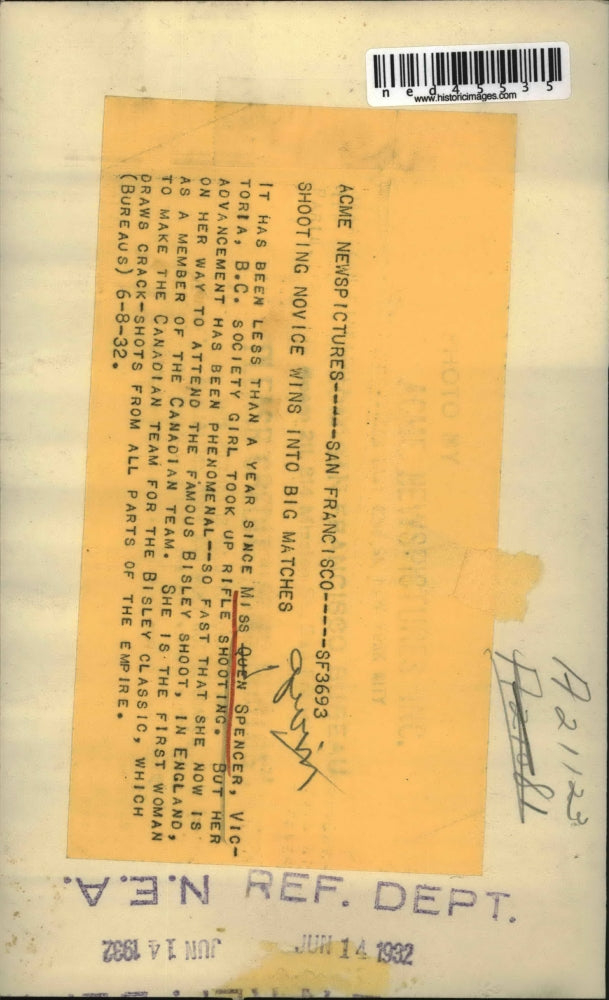 ned45535
www.historicimages.com
ACME NEWSPICTURES-----SAN FRANCISCO-----SF3693
SHOOTING NOVICE WINS INTO BIG MATCHES
IT HAS BEEN LESS THAN A YEAR SINCE MISS QUEN SPENCER, VIC-
TORIA, B.C. SOCIETY GIRL TOOK UP RIFLE SHOOTING. BUT HER
ADVANCEMENT HAS BEEN PHENOMENAL--SO FAST THAT SHE NOW IS
ON HER WAY TO ATTEND THE FAMOUS BISLEY SHOOT, IN ENGLAND,
AS A MEMBER OF THE CANADIAN TEAM. SHE IS THE FIRST WOMAN
TO MAKE THE CANADIAN TEAM FOR THE BISLEY CLASSIC, WHICH
DRAWS CRACK-SHOTS FROM ALL PARTS OF THE EMPIRE.
(BUREAUS) 6-8-32.
A21123
REF. DEPT.
N.E.A.
JUN 14 1932
JUN 14 1932